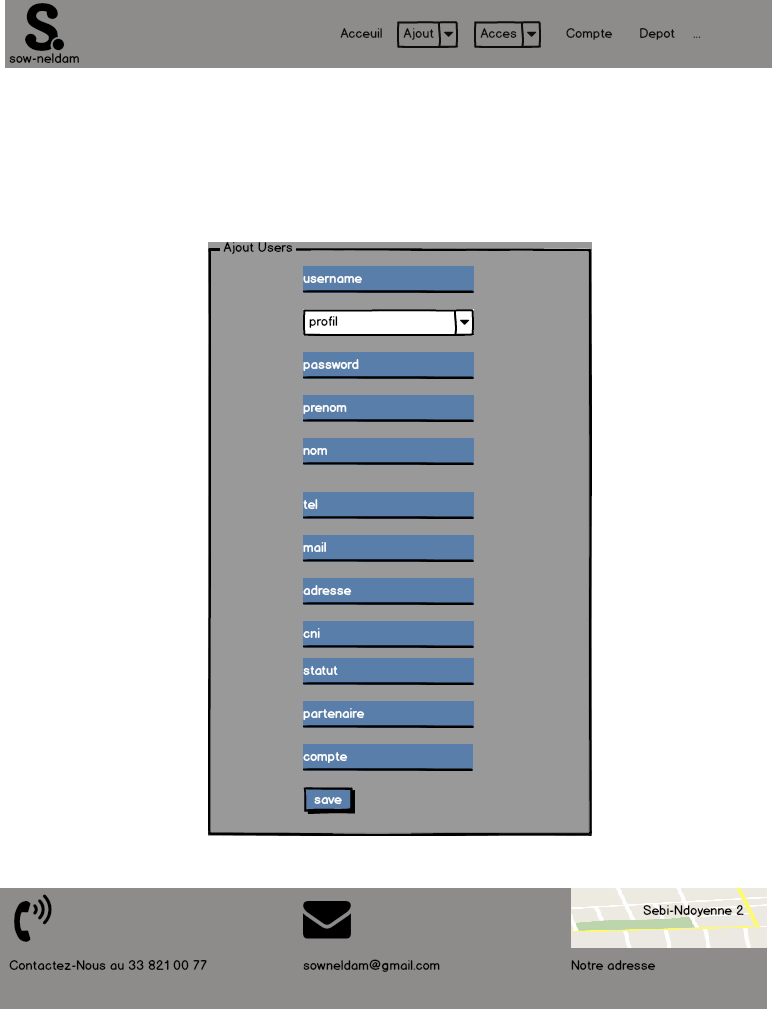 S.
sow-neldam
Acceuil Ajout Acces Compte Depot ...
Ajout Users
username
profil
password
prenom
nom
tel
mail
adresse
cni
statut
partenaire
compte
save
Sebi-Ndoyenne 2
Contactez-Nous au 33 821 00 77
sowneldam@gmail.com
Notre adresse